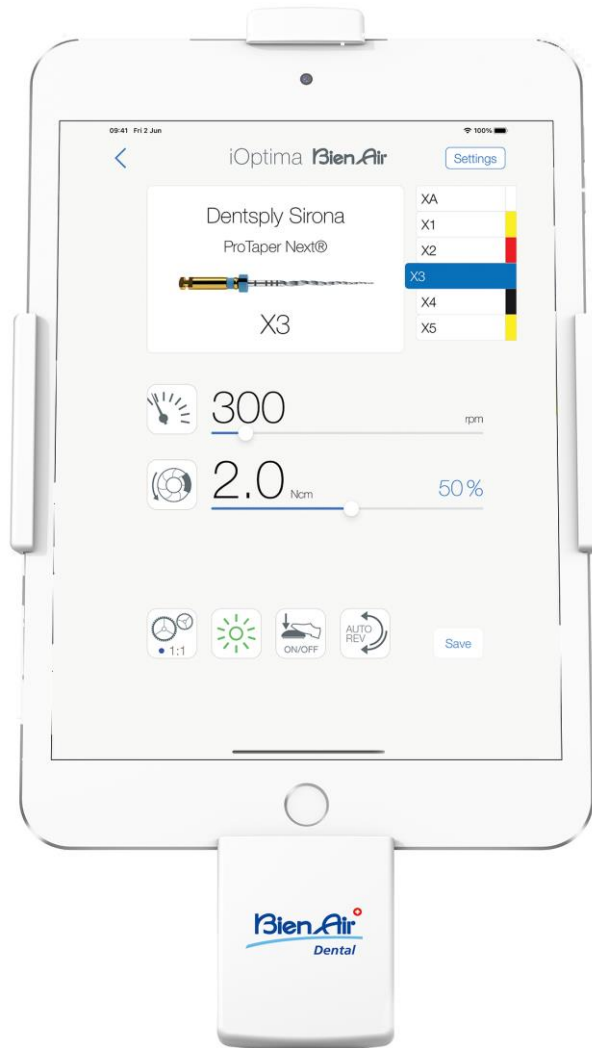 09:41 Fri 2 Jun
100%
iOptima Bien Air
Settings
Dentsply Sirona
ProTaper Next®
X3
XA
X1
X2
X3
X4
X5
300 rpm
2.0 Ncm 50%
1:1
ON/OFF
AUTO
REV
Save
Bien Air
Dental